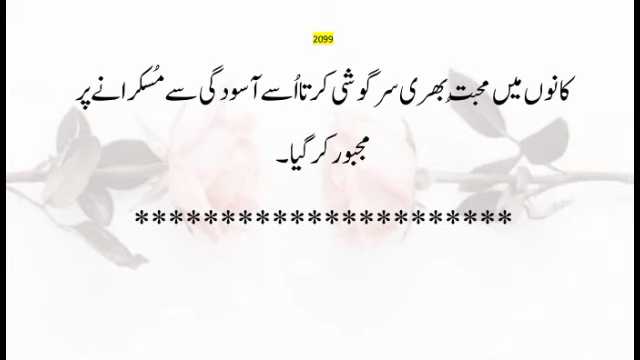 2099
کانوں میں محبت بھری سرگوشی کرتا اُسے آسودگی سے مُسکرانے پر
مجبور کر گیا۔
**********************